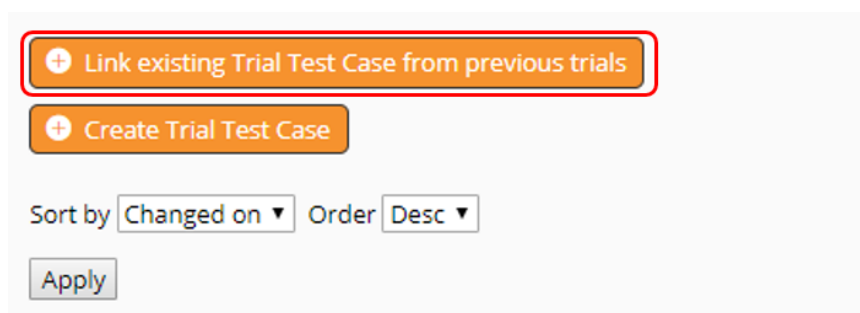 Link existing Trial Test Case from previous trials
Create Trial Test Case
Sort by Changed on Order Desc
Apply